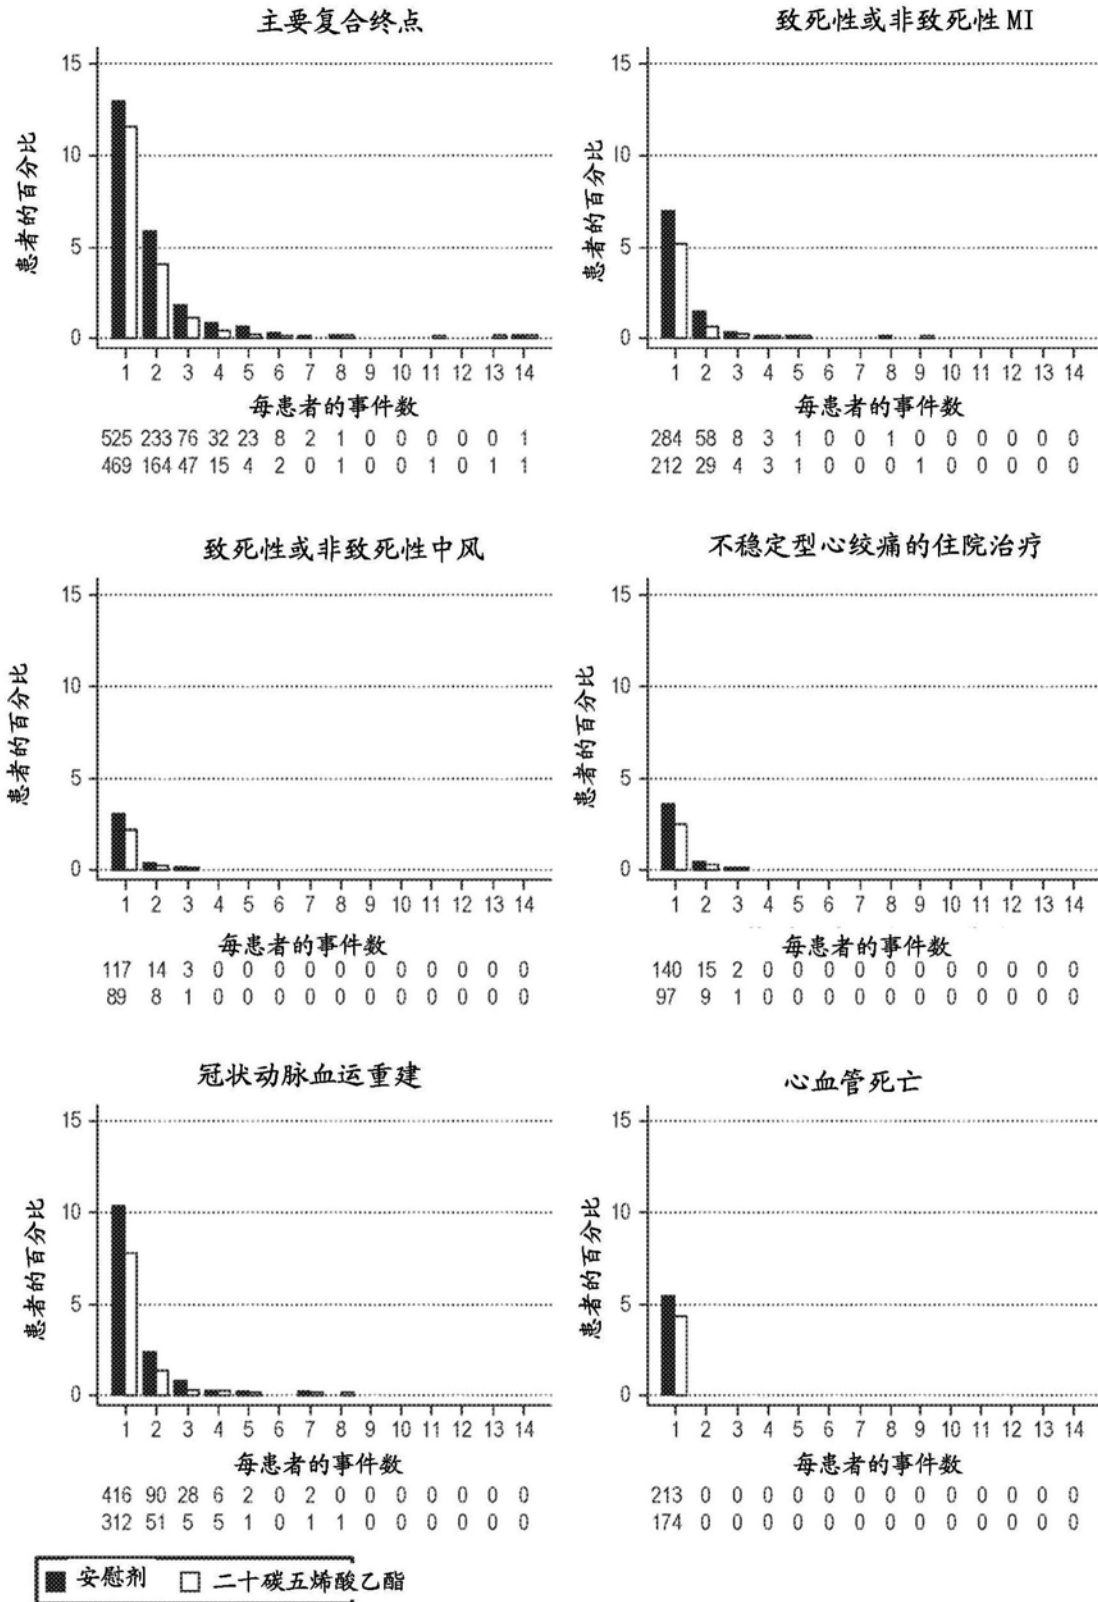 主要复合终点
患者的百分比
15
10
5
0
1 2 3 4 5 6 7 8 9 10 11 12 13 14
每患者的事件数
525 233 76 32 23 8 2 1 0 0 0 0 0 1
469 164 47 15 4 2 0 1 0 0 1 0 1 1
致死性或非致死性 MI
患者的百分比
15
10
5
0
1 2 3 4 5 6 7 8 9 10 11 12 13 14
每患者的事件数
284 58 8 3 1 0 0 1 0 0 0 0 0 0
212 29 4 3 1 0 0 0 1 0 0 0 0 0
致死性或非致死性中风
患者的百分比
15
10
5
0
1 2 3 4 5 6 7 8 9 10 11 12 13 14
每患者的事件数
117 14 3 0 0 0 0 0 0 0 0 0 0 0
89 8 1 0 0 0 0 0 0 0 0 0 0 0
不稳定型心绞痛的住院治疗
患者的百分比
15
10
5
0
1 2 3 4 5 6 7 8 9 10 11 12 13 14
每患者的事件数
140 15 2 0 0 0 0 0 0 0 0 0 0 0
97 9 1 0 0 0 0 0 0 0 0 0 0 0
冠状动脉血运重建
患者的百分比
15
10
5
0
1 2 3 4 5 6 7 8 9 10 11 12 13 14
每患者的事件数
416 90 28 6 2 0 2 0 0 0 0 0 0 0
312 51 5 5 1 0 1 1 0 0 0 0 0 0
心血管死亡
患者的百分比
15
10
5
0
1 2 3 4 5 6 7 8 9 10 11 12 13 14
每患者的事件数
213 0 0 0 0 0 0 0 0 0 0 0 0 0
174 0 0 0 0 0 0 0 0 0 0 0 0 0
安慰剂 二十碳五烯酸乙酯